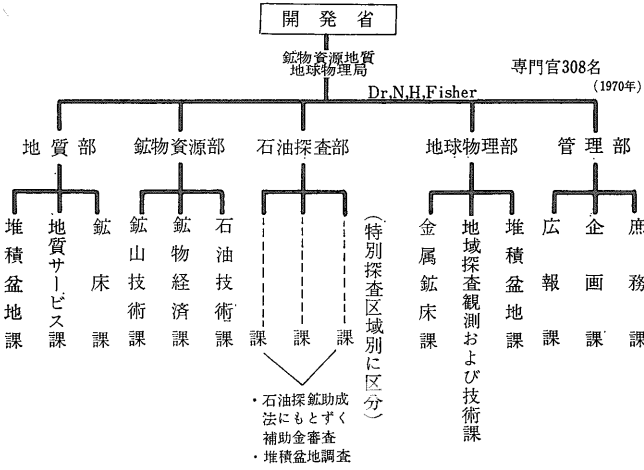 開発省
鉱物資源地質
地球物理局
専門官308名
(1970年)
Dr,N,H,Fisher
地質部
鉱物資源部
石油探査部
地球物理部
管理部
堆積盆地課
地質サービス課
鉱床課
鉱山技術課
鉱物経済課
石油技術課
課
課
課
(特別探査区域別に区分)
金属鉱床課
地域探査観測および技術課
堆積盆地課
広報課
企画課
庶務課
・石油探鉱助成
法にもとずく
補助金審査
・堆積盆地調査